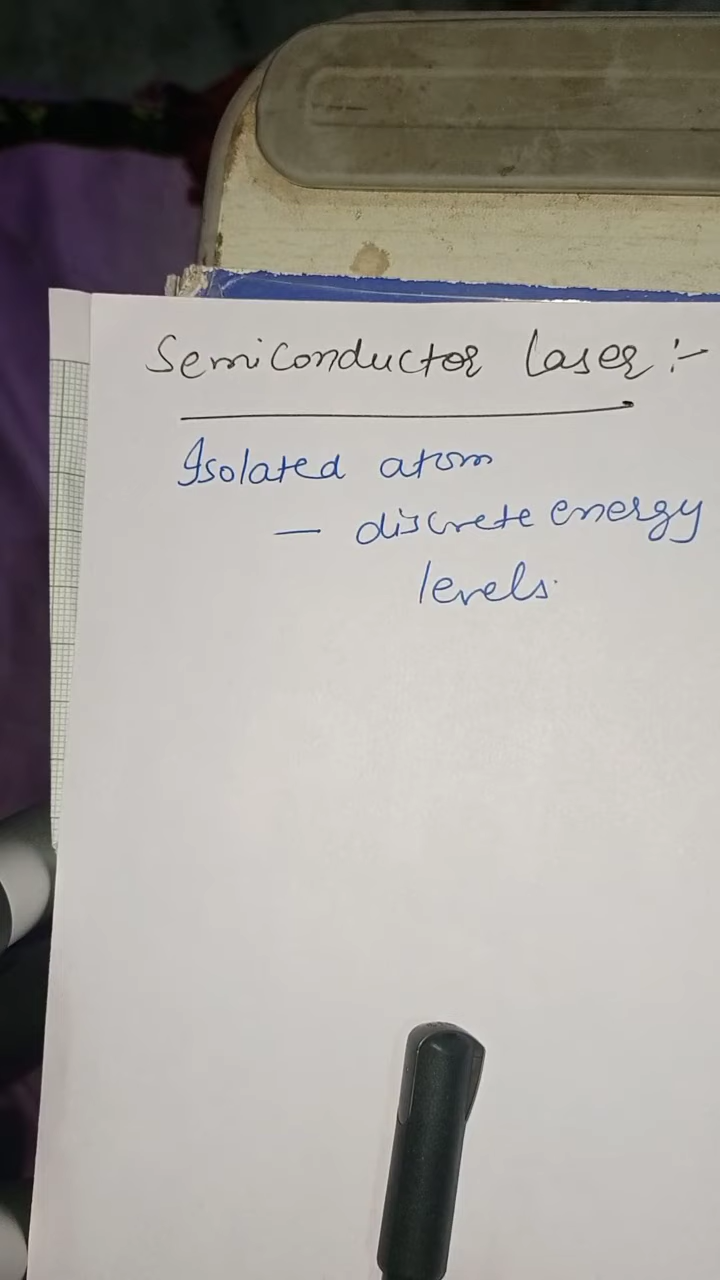 Semiconductor laser :-
Isolated atom
— discrete energy
levels.